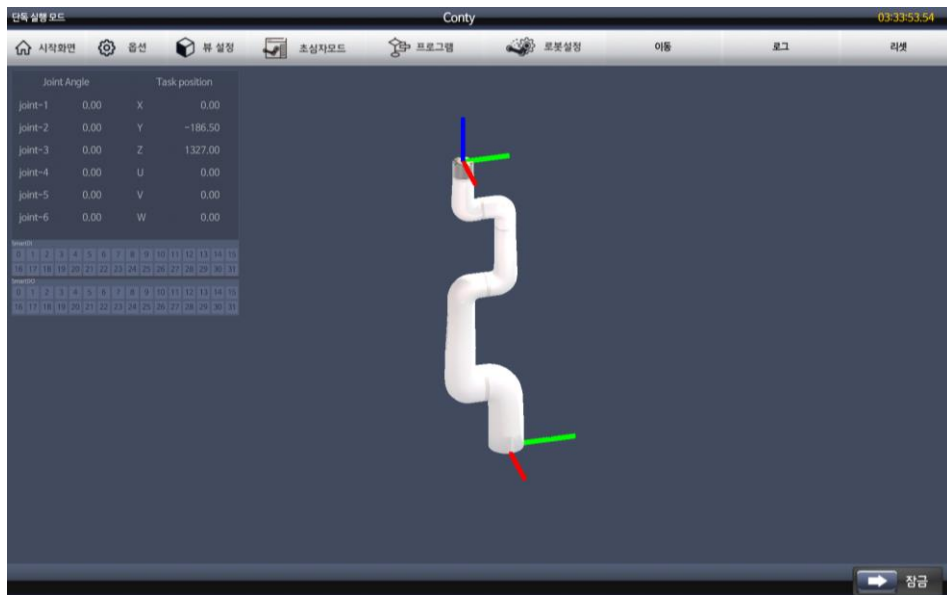 단독 실행 모드 Conty 03:33:53.54
시작화면 옵션 뷰 설정 초심자모드 프로그램 로봇설정 이동 로그 리셋
Joint Angle Task position
joint-1 0.00 X 0.00
joint-2 0.00 Y -186.50
joint-3 0.00 Z 1327.00
joint-4 0.00 U 0.00
joint-5 0.00 V 0.00
joint-6 0.00 W 0.00
0 1 2 3 4 5 6 7 8 9 10 11 12 13 14 15
16 17 18 19 20 21 22 23 24 25 26 27 28 29 30 31
0 1 2 3 4 5 6 7 8 9 10 11 12 13 14 15
16 17 18 19 20 21 22 23 24 25 26 27 28 29 30 31
잠금